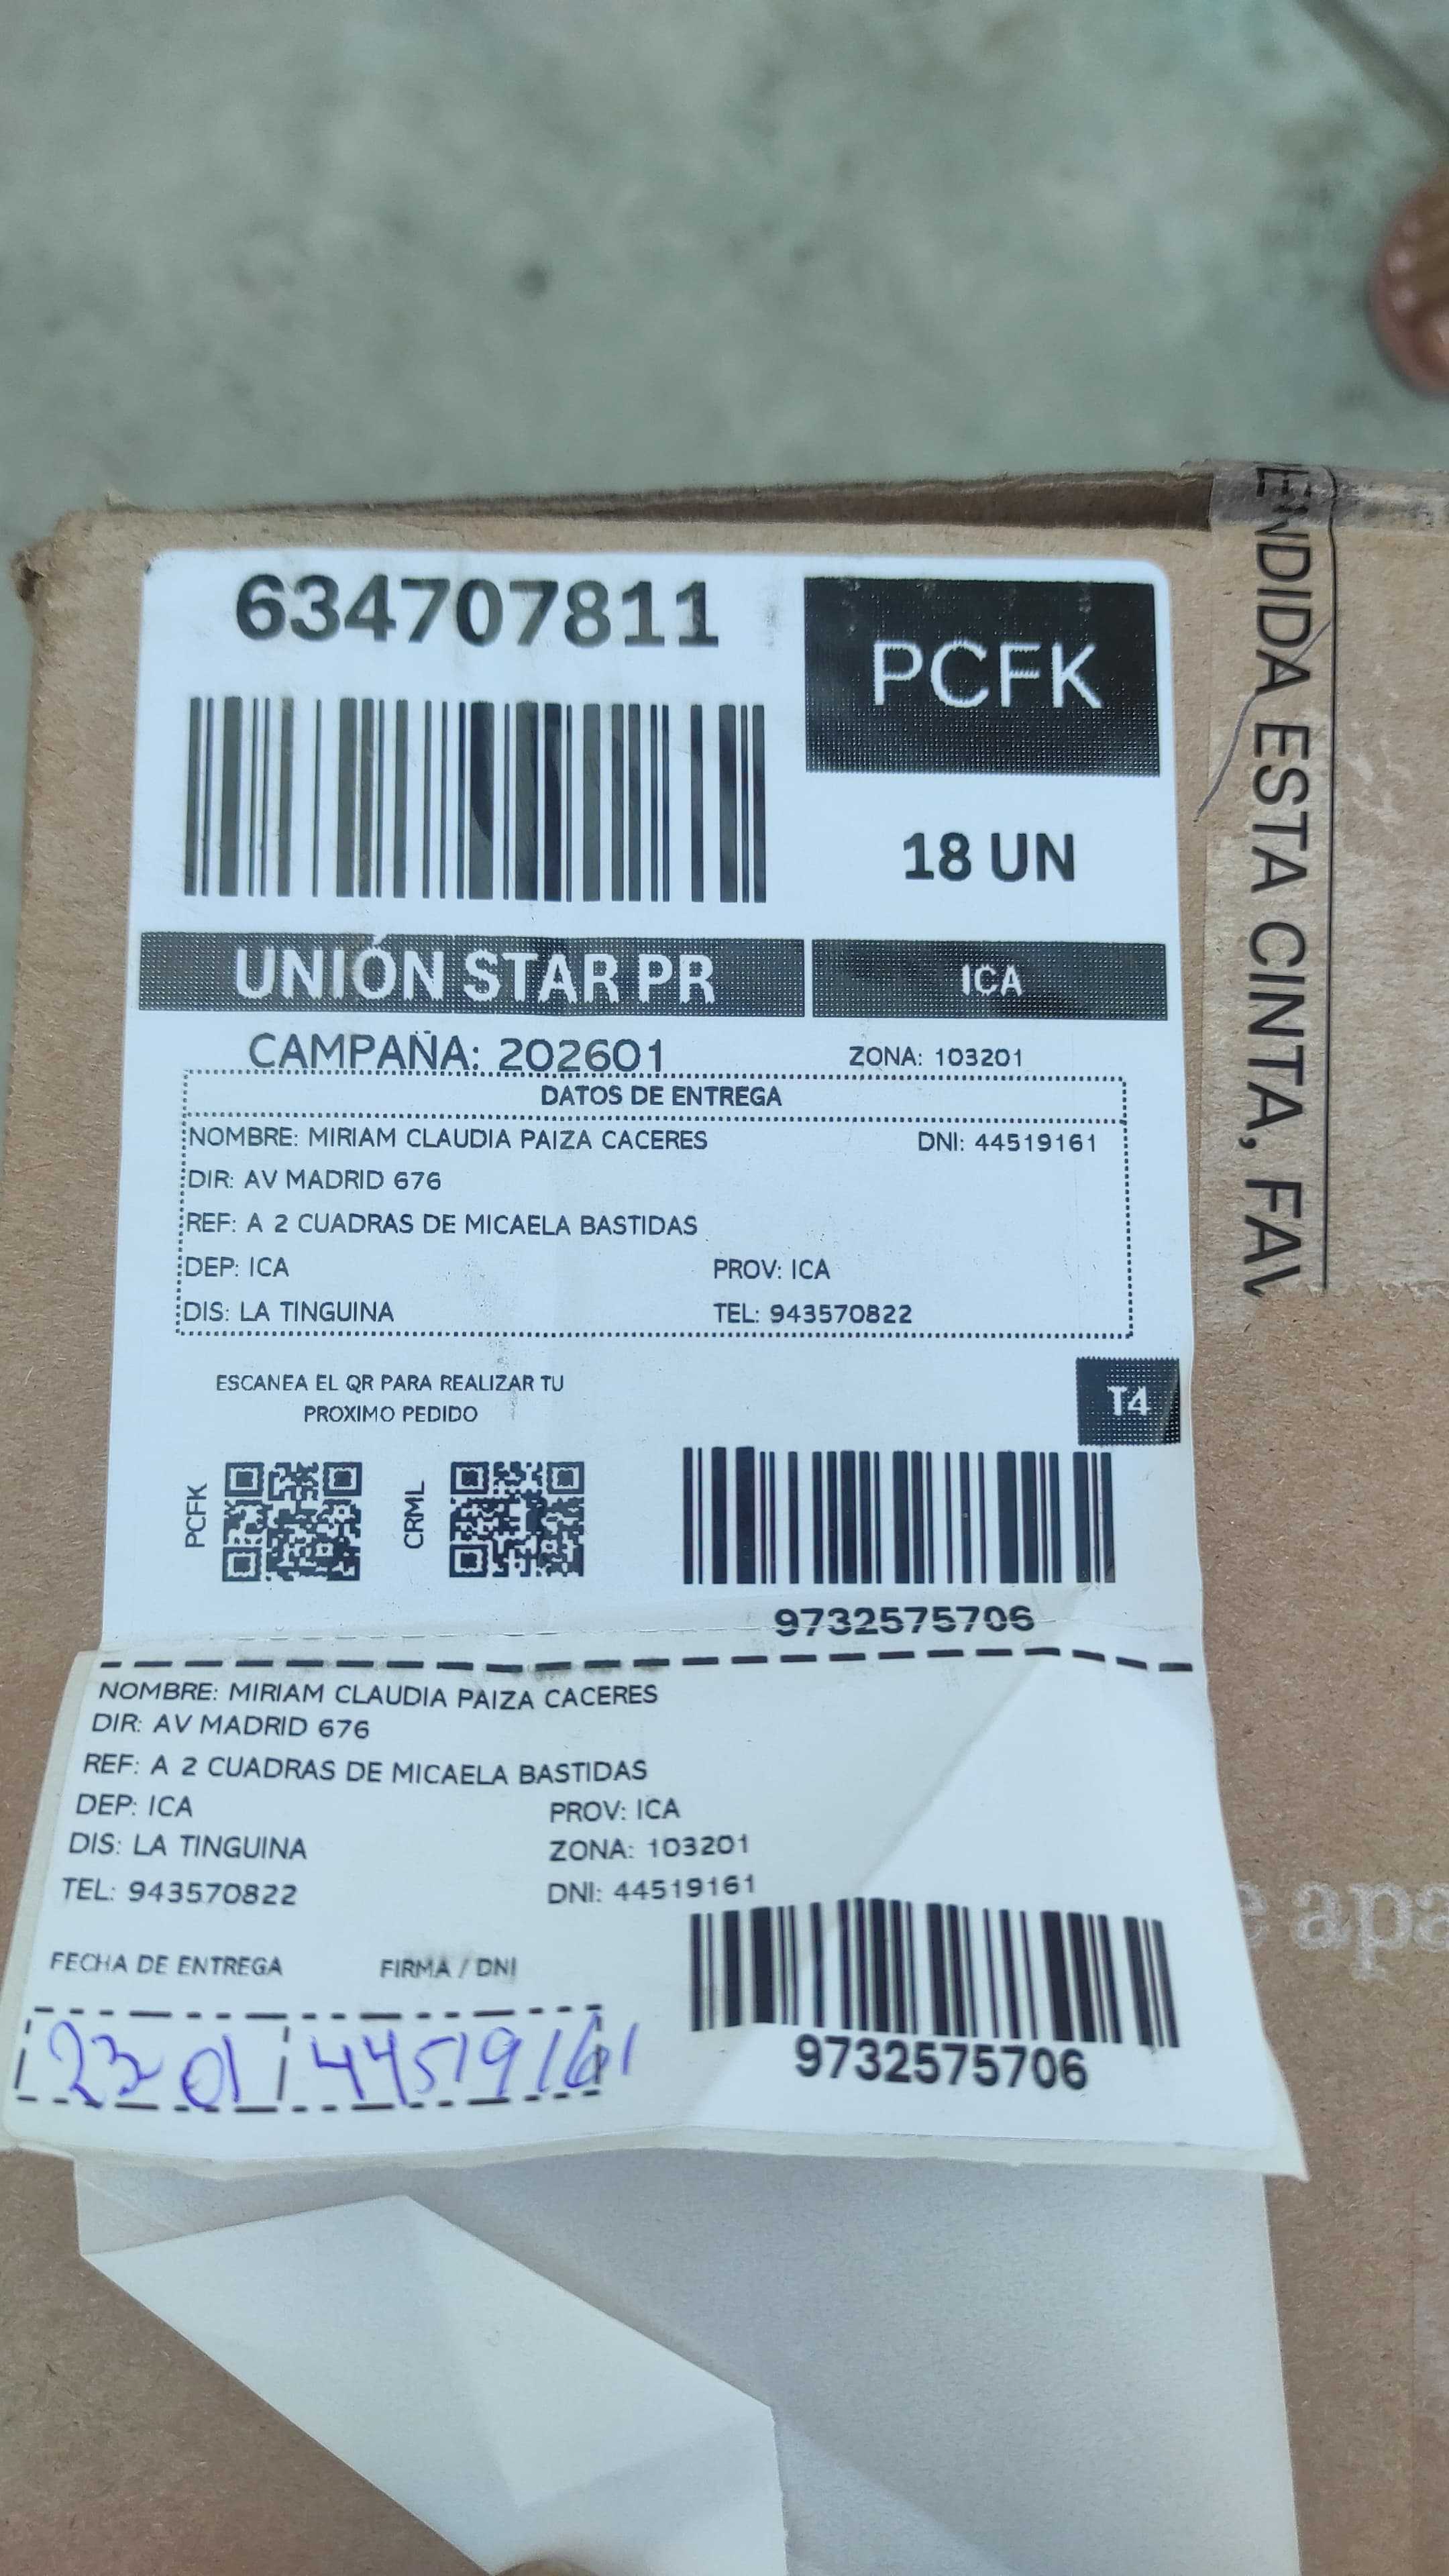 634707811
PCFK
18 UN
UNIÓN STAR PR
ICA
CAMPAÑA: 202601
ZONA: 103201
DATOS DE ENTREGA
NOMBRE: MIRIAM CLAUDIA PAIZA CACERES DNI: 44519161
DIR: AV MADRID 676
REF: A 2 CUADRAS DE MICAELA BASTIDAS
DEP: ICA PROV: ICA
DIS: LA TINGUINA TEL: 943570822
ESCANEA EL QR PARA REALIZAR TU
PROXIMO PEDIDO
T4
PCFK
CRML
9732575706
NOMBRE: MIRIAM CLAUDIA PAIZA CACERES
DIR: AV MADRID 676
REF: A 2 CUADRAS DE MICAELA BASTIDAS
DEP: ICA PROV: ICA
DIS: LA TINGUINA ZONA: 103201
TEL: 943570822 DNI: 44519161
FECHA DE ENTREGA FIRMA / DNI
23-01 44519161
9732575706
ESTA CINTA,